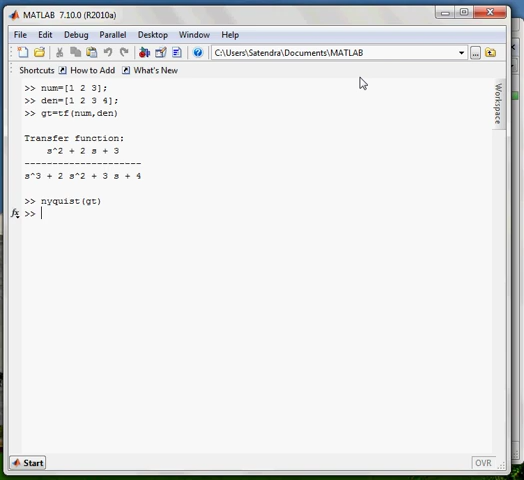 MATLAB 7.10.0 (R2010a)
File Edit Debug Parallel Desktop Window Help
C:\Users\Satendra\Documents\MATLAB
Shortcuts How to Add What's New
>> num=[1 2 3];
>> den=[1 2 3 4];
>> gt=tf(num,den)
Transfer function:
s^2 + 2 s + 3
---------------------
s^3 + 2 s^2 + 3 s + 4
>> nyquist(gt)
fx >>
Workspace
Start
OVR